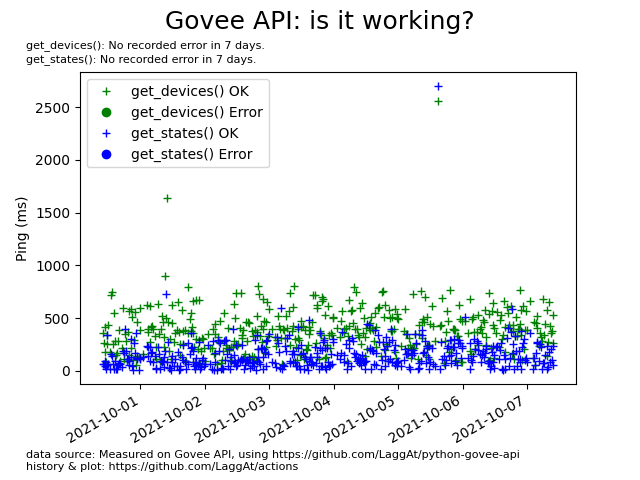 Govee API: is it working?
get_devices(): No recorded error in 7 days.
get_states(): No recorded error in 7 days.
get_devices() OK
get_devices() Error
get_states() OK
get_states() Error
2500
2000
1500
1000
500
0
Ping (ms)
2021-10-01
2021-10-02
2021-10-03
2021-10-04
2021-10-05
2021-10-06
2021-10-07
data source: Measured on Govee API, using https://github.com/LaggAt/python-govee-api
history & plot: https://github.com/LaggAt/actions